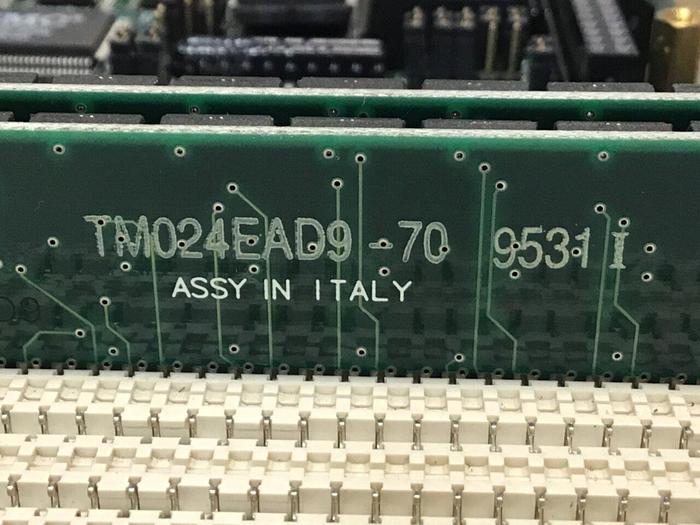 TM024EAD9 -70 9531 I
ASSY IN ITALY